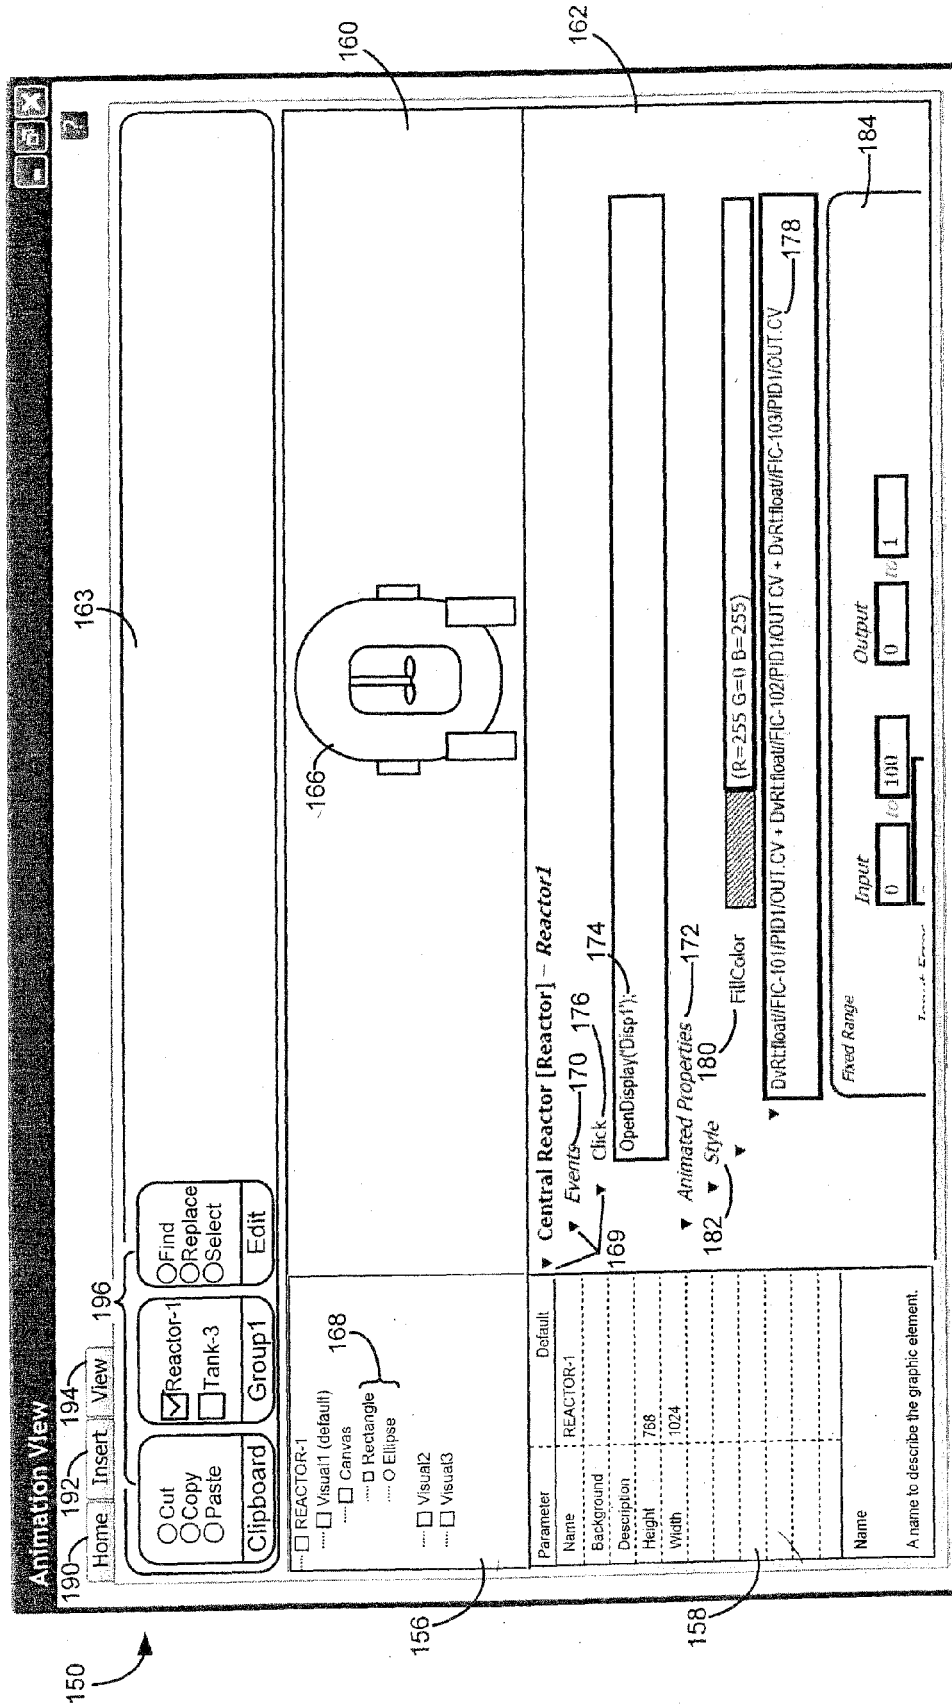 Animation View
?
190
192
194
196
163
Home
Insert
View
Cut
Copy
Paste
Clipboard
Reactor-1
Tank-3
Group1
Find
Replace
Select
Edit
150
156
158
160
162
REACTOR-1
Visual1 (default)
Canvas
Rectangle
Ellipse
168
Visual2
Visual3
166
Parameter Default
Name REACTOR-1
Background
Description
Height 768
Width 1024
Name
A name to describe the graphic element.
Central Reactor [Reactor] – Reactor1
Events
170
169
Click
176
174
OpenDisplay('Disp1');
Animated Properties
172
182
Style
180
FillColor
(R=255 G=0 B=255)
DvRt:float//FIC-101/PID1/OUT.CV + DvRt:float//FIC-102/PID1/OUT CV + DvRt:float//FIC-103/PID1/OUT.CV
178
184
Fixed Range
Input
0 to 100
Output
0 to 1